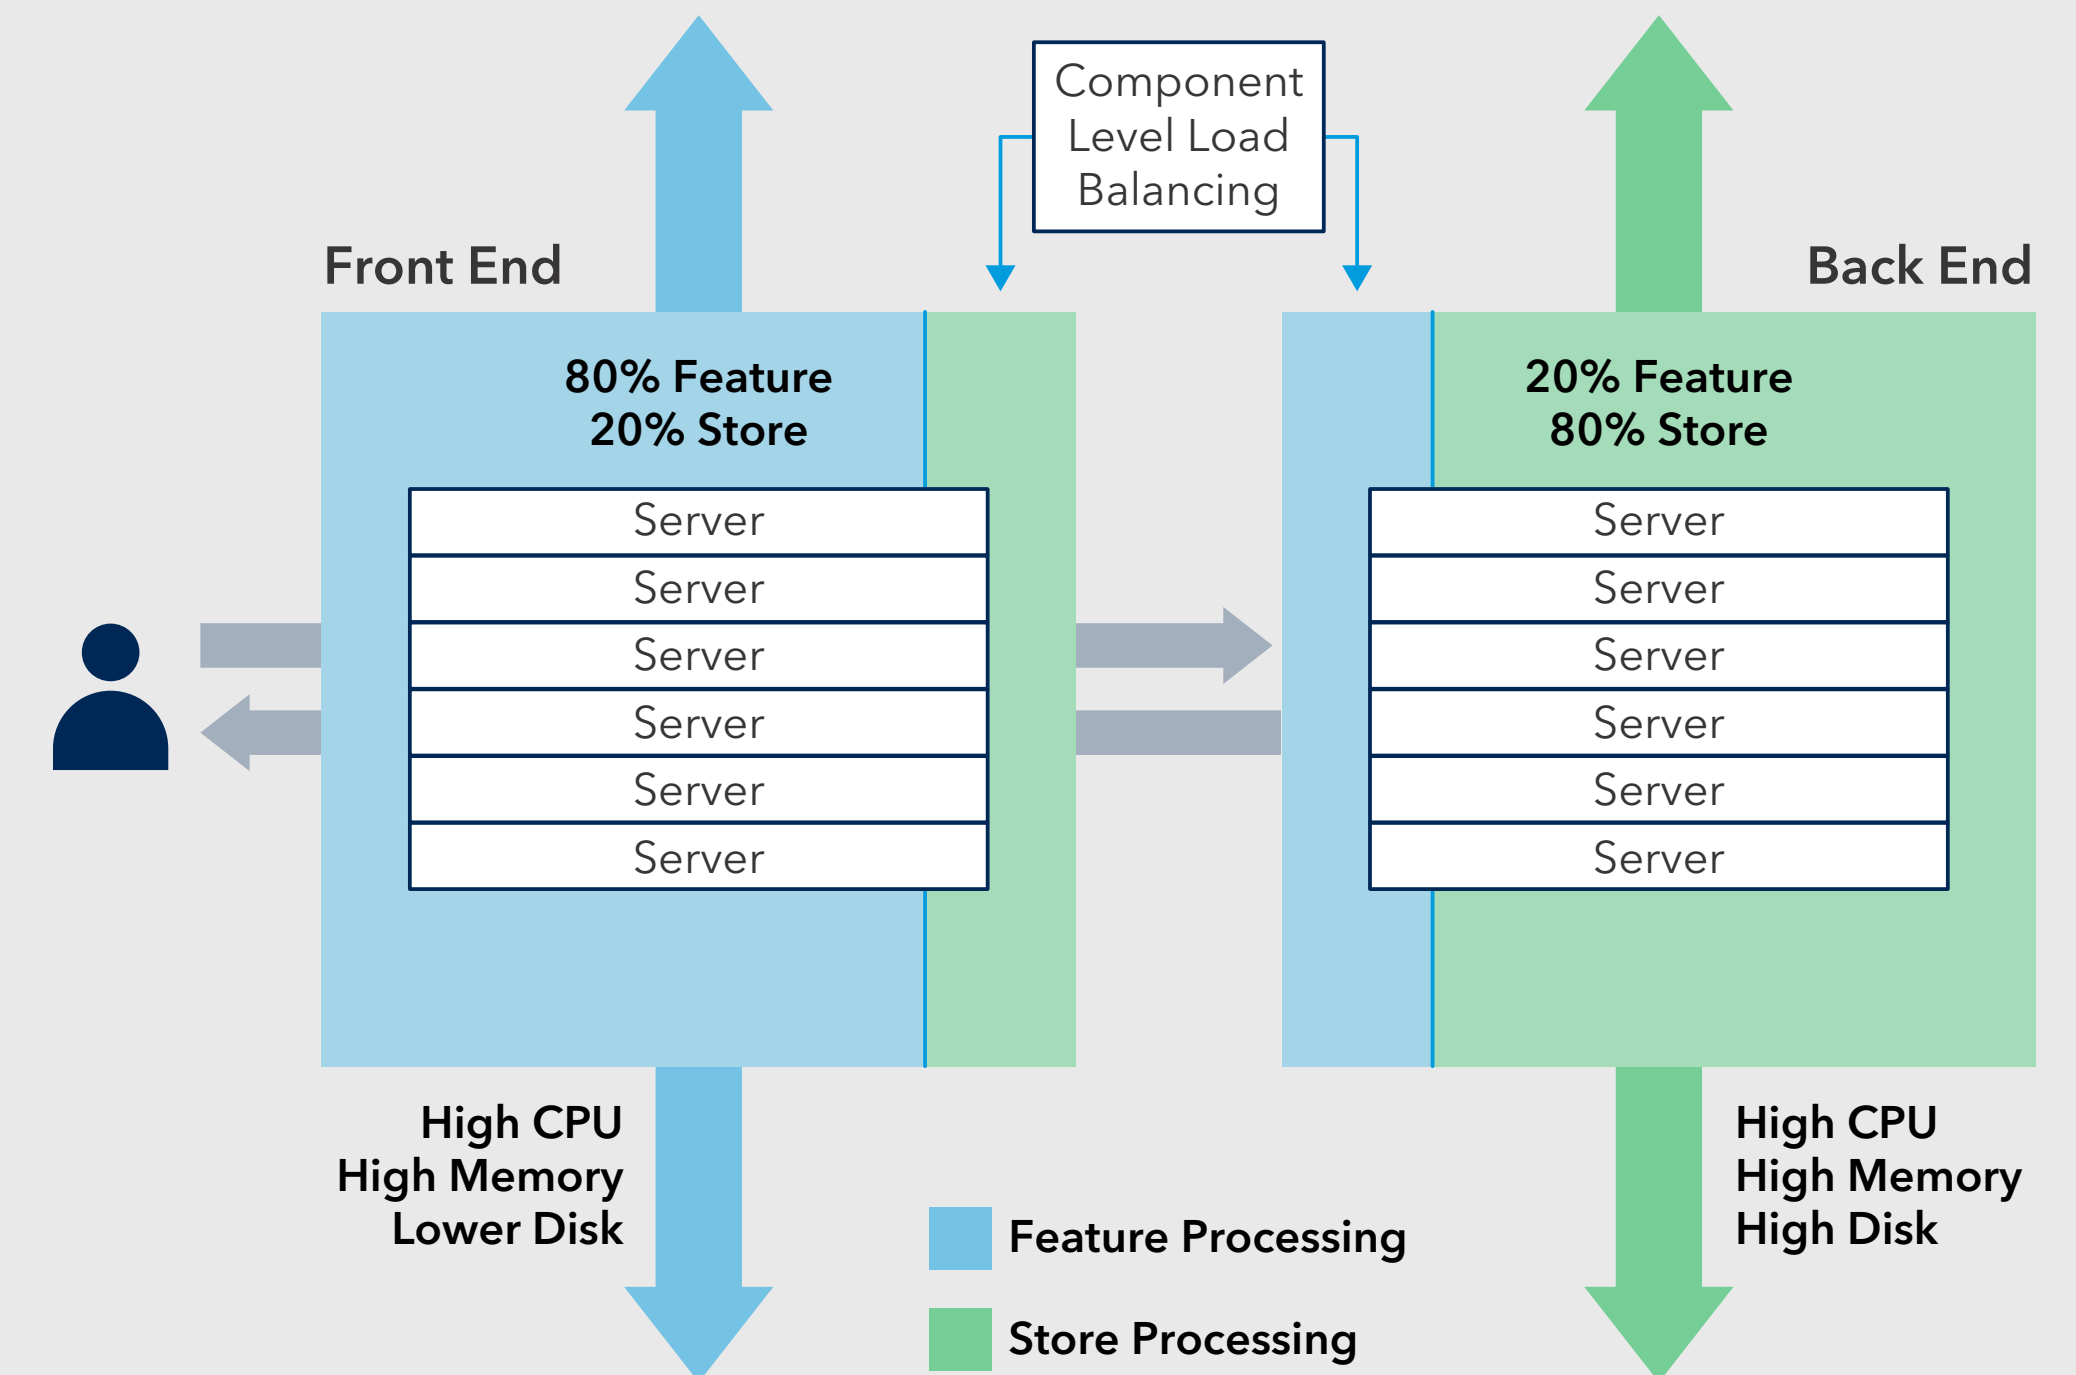 Component
Level Load
Balancing
Front End
Back End
80% Feature
20% Store
20% Feature
80% Store
Server
Server
Server
Server
Server
Server
Server
Server
Server
Server
Server
Server
High CPU
High Memory
Lower Disk
High CPU
High Memory
High Disk
Feature Processing
Store Processing